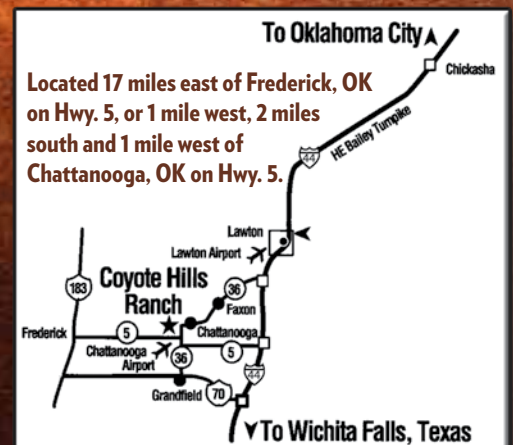 To Oklahoma City
Chickasha
Located 17 miles east of Frederick, OK
on Hwy. 5, or 1 mile west, 2 miles
south and 1 mile west of
Chattanooga, OK on Hwy. 5.
HE Bailey Turnpike
44
Lawton
Lawton Airport
Coyote Hills
Ranch
183
36
Faxon
Frederick
5
Chattanooga
Chattanooga
Airport
36
5
44
Grandfield
70
To Wichita Falls, Texas